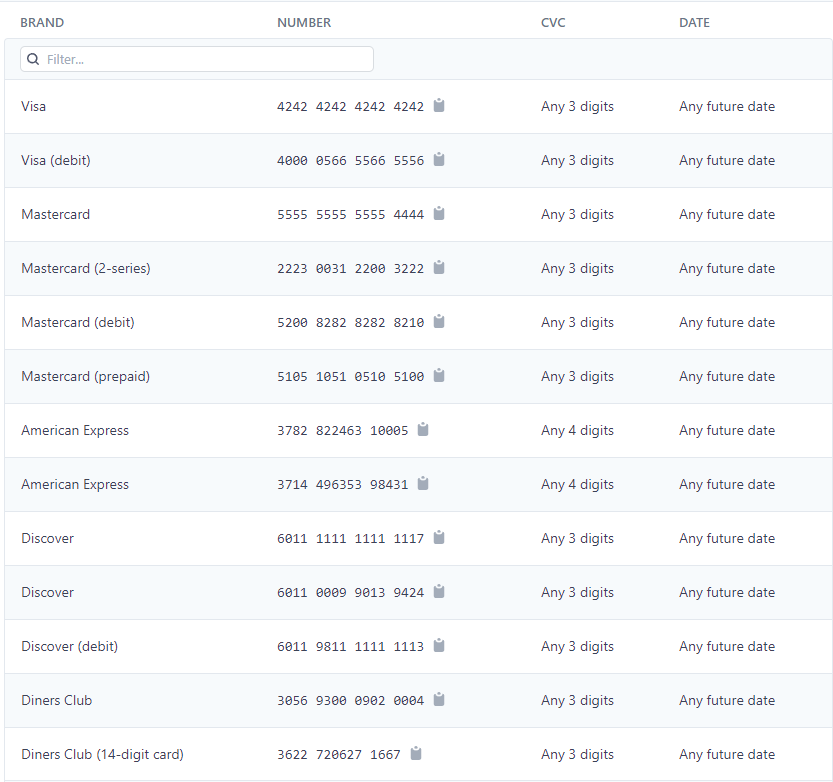 BRAND NUMBER CVC DATE
Filter...
Visa 4242 4242 4242 4242 Any 3 digits Any future date
Visa (debit) 4000 0566 5566 5556 Any 3 digits Any future date
Mastercard 5555 5555 5555 4444 Any 3 digits Any future date
Mastercard (2-series) 2223 0031 2200 3222 Any 3 digits Any future date
Mastercard (debit) 5200 8282 8282 8210 Any 3 digits Any future date
Mastercard (prepaid) 5105 1051 0510 5100 Any 3 digits Any future date
American Express 3782 822463 10005 Any 4 digits Any future date
American Express 3714 496353 98431 Any 4 digits Any future date
Discover 6011 1111 1111 1117 Any 3 digits Any future date
Discover 6011 0009 9013 9424 Any 3 digits Any future date
Discover (debit) 6011 9811 1111 1113 Any 3 digits Any future date
Diners Club 3056 9300 0902 0004 Any 3 digits Any future date
Diners Club (14-digit card) 3622 720627 1667 Any 3 digits Any future date